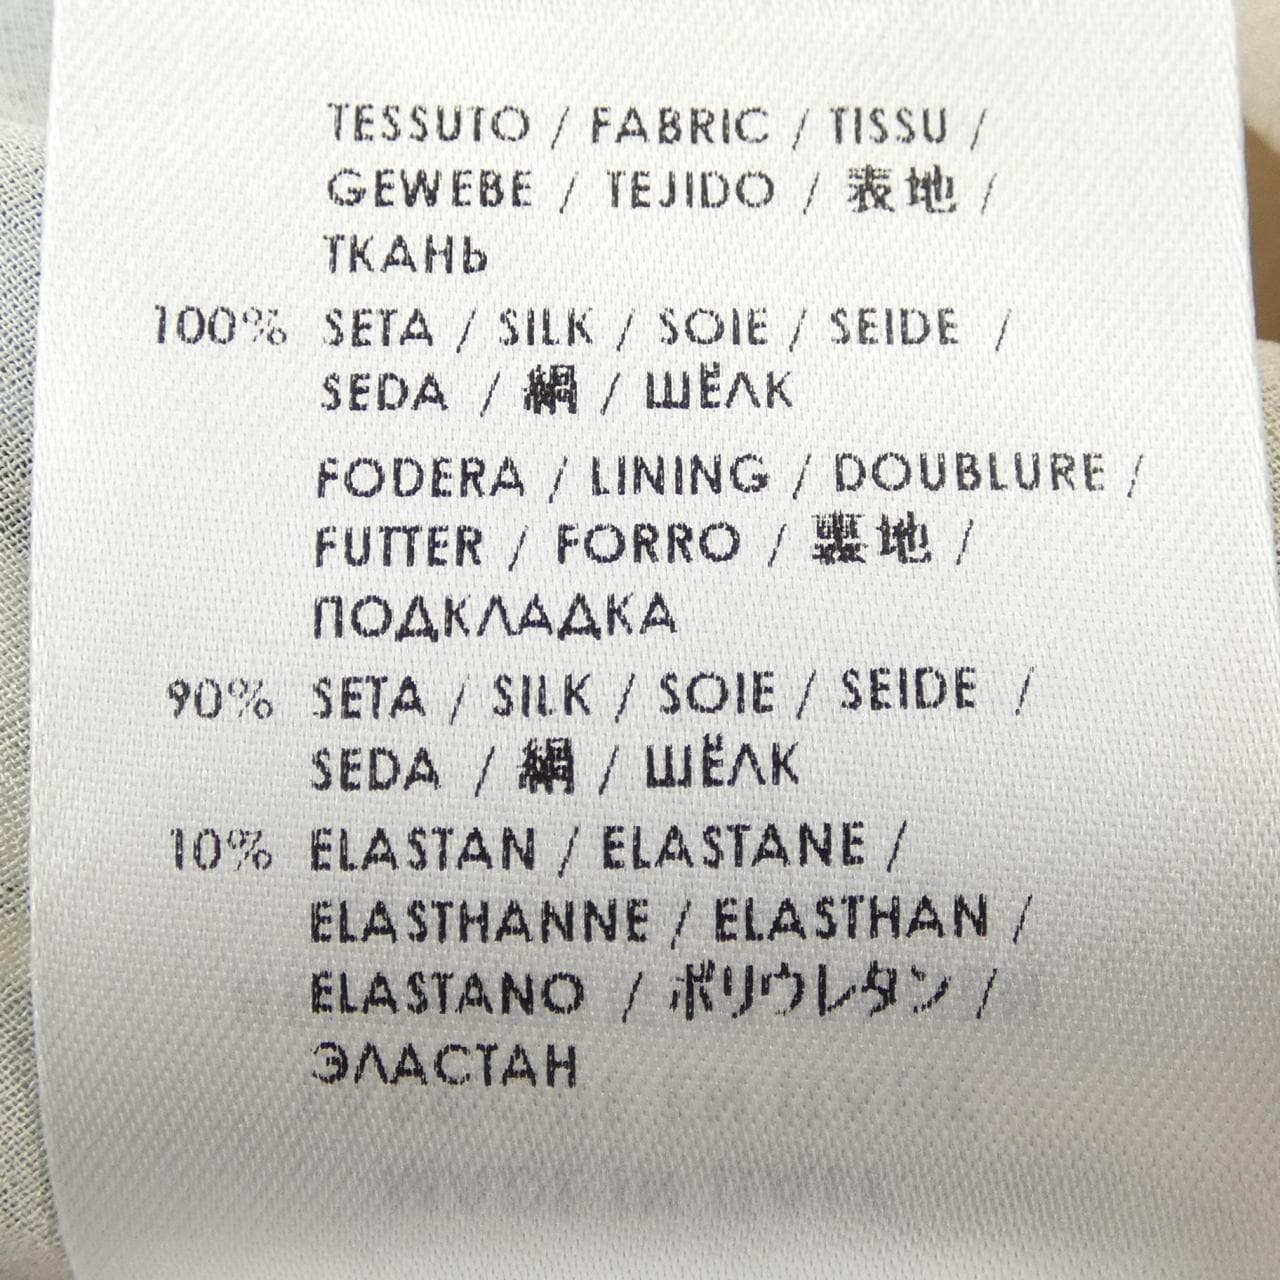 TESSUTO / FABRIC / TISSU /
GEWEBE / TEJIDO / 表地 /
ТКАНЬ
100% SETA / SILK / SOIE / SEIDE /
SEDA / 絹 / ШЁЛК
FODERA / LINING / DOUBLURE /
FUTTER / FORRO / 裏地 /
ПОДКЛАДКА
90% SETA / SILK / SOIE / SEIDE /
SEDA / 絹 / ШЁЛК
10% ELASTAN / ELASTANE /
ELASTHANNE / ELASTHAN /
ELASTANO / ポリウレタン /
ЭЛАСТАН